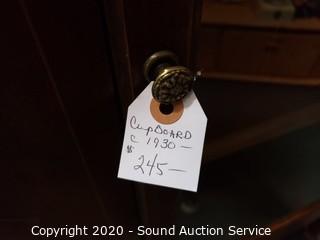 CupBOARD
C 1930 —
$ 245 —
Copyright 2020 - Sound Auction Service